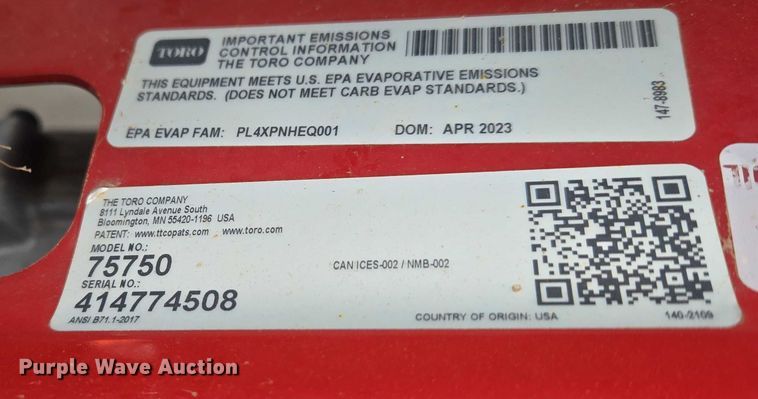 TORO
IMPORTANT EMISSIONS
CONTROL INFORMATION
THE TORO COMPANY
THIS EQUIPMENT MEETS U.S. EPA EVAPORATIVE EMISSIONS
STANDARDS. (DOES NOT MEET CARB EVAP STANDARDS.)
EPA EVAP FAM: PL4XPNHEQ001 DOM: APR 2023
147-8983
THE TORO COMPANY
8111 Lyndale Avenue South
Bloomington, MN 55420-1196 USA
PATENT: www.ttcopats.com www.toro.com
MODEL NO.:
75750
SERIAL NO.:
414774508
ANSI B71.1-2017
CAN ICES-002 / NMB-002
COUNTRY OF ORIGIN: USA
140-2109
Purple Wave Auction